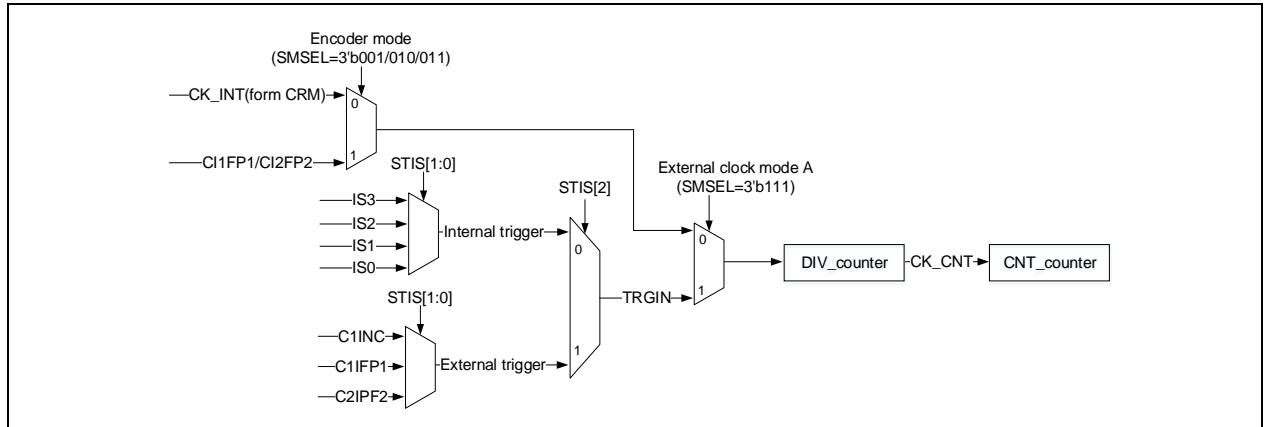 Encoder mode
(SMSEL=3'b001/010/011)
CK_INT(form CRM)
0
CI1FP1/CI2FP2
1
STIS[1:0]
IS3
IS2
IS1
IS0
Internal trigger
STIS[1:0]
C1INC
C1IFP1
C2IPF2
External trigger
STIS[2]
0
1
TRGIN
External clock mode A
(SMSEL=3'b111)
0
1
DIV_counter
CK_CNT
CNT_counter